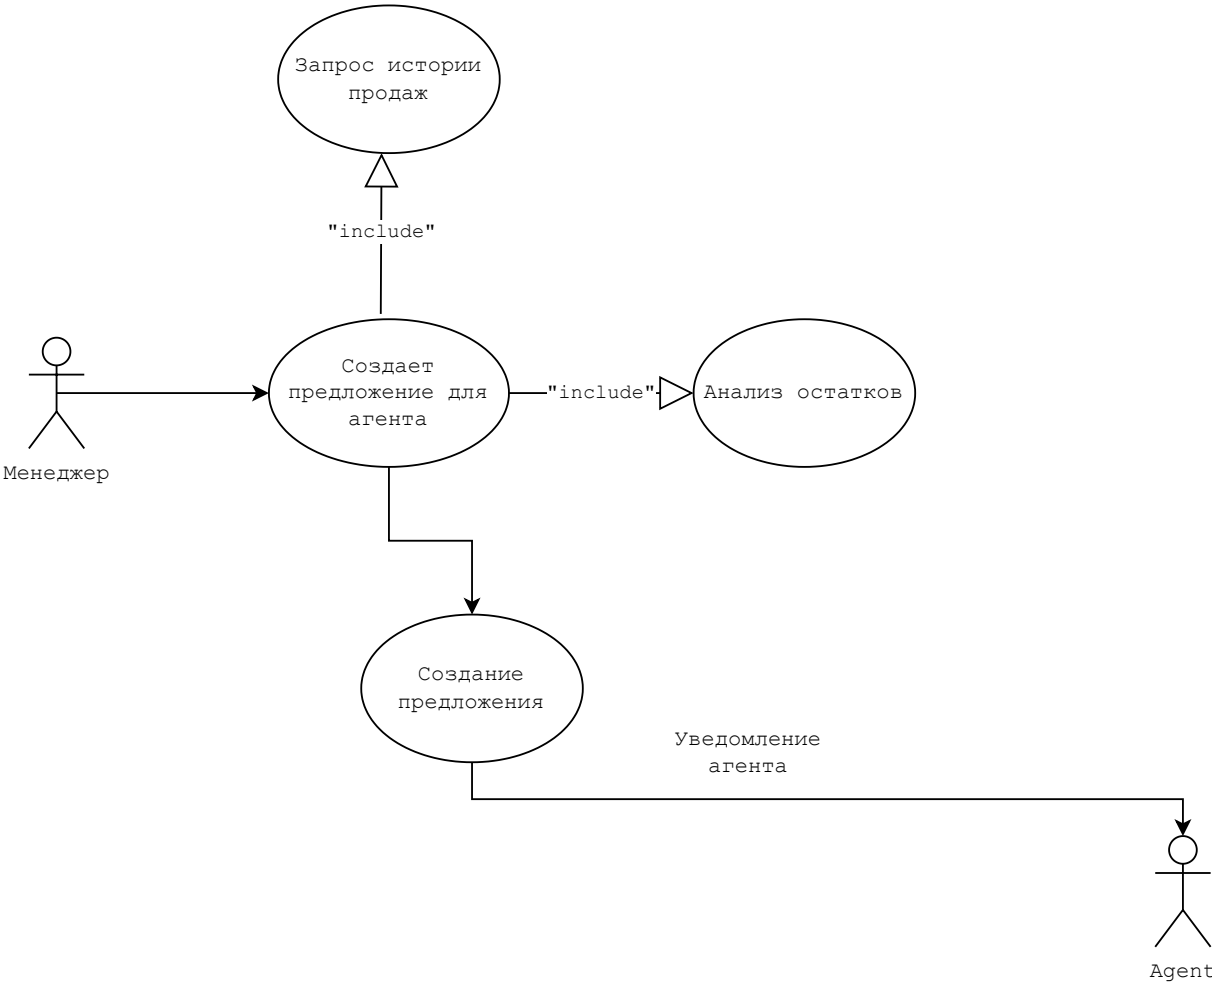 Запрос истории
продаж
"include"
Создает
предложение для
агента
"include"
Анализ остатков
Менеджер
Создание
предложения
Уведомление
агента
Agent